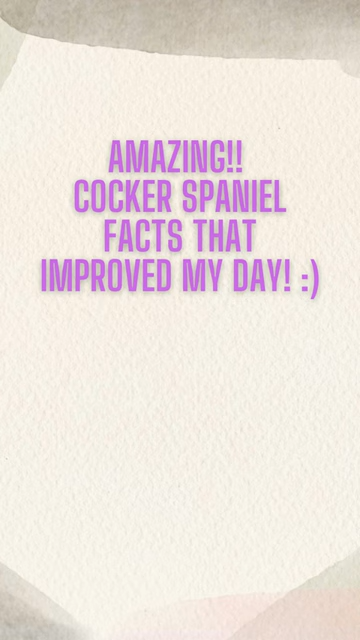 AMAZING!!
COCKER SPANIEL
FACTS THAT
IMPROVED MY DAY! :)